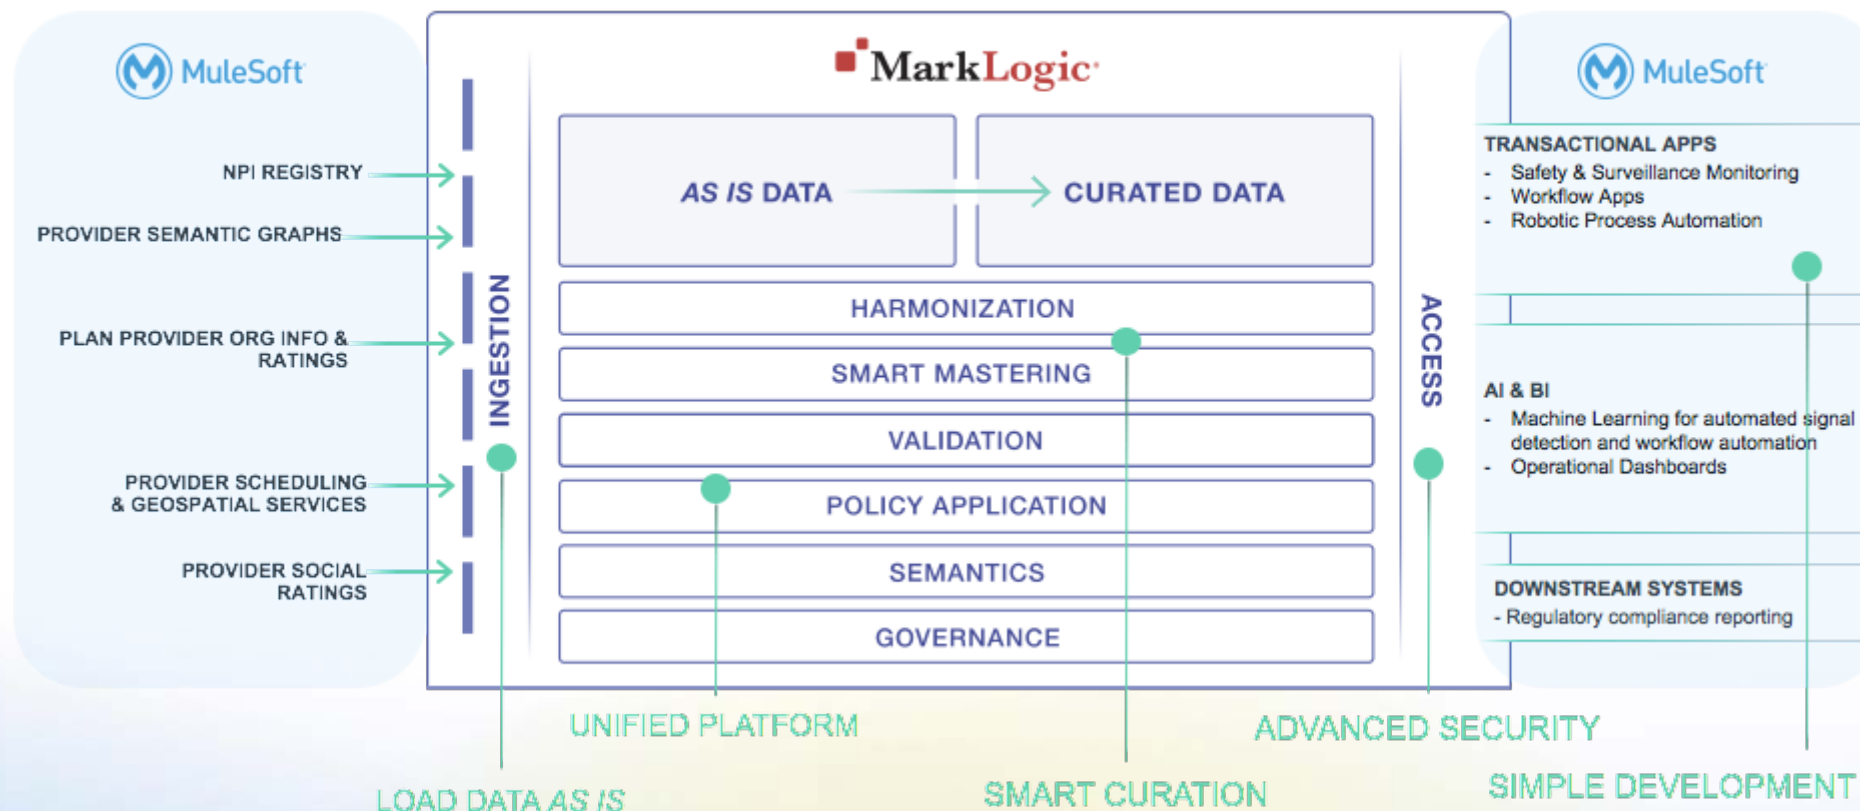 MuleSoft
NPI REGISTRY
PROVIDER SEMANTIC GRAPHS
PLAN PROVIDER ORG INFO &
RATINGS
PROVIDER SCHEDULING
& GEOSPATIAL SERVICES
PROVIDER SOCIAL
RATINGS
INGESTION
MarkLogic
AS IS DATA
CURATED DATA
HARMONIZATION
SMART MASTERING
VALIDATION
POLICY APPLICATION
SEMANTICS
GOVERNANCE
ACCESS
MuleSoft
TRANSACTIONAL APPS
- Safety & Surveillance Monitoring
- Workflow Apps
- Robotic Process Automation
AI & BI
- Machine Learning for automated signal
detection and workflow automation
- Operational Dashboards
DOWNSTREAM SYSTEMS
- Regulatory compliance reporting
UNIFIED PLATFORM
ADVANCED SECURITY
LOAD DATA AS IS
SMART CURATION
SIMPLE DEVELOPMENT